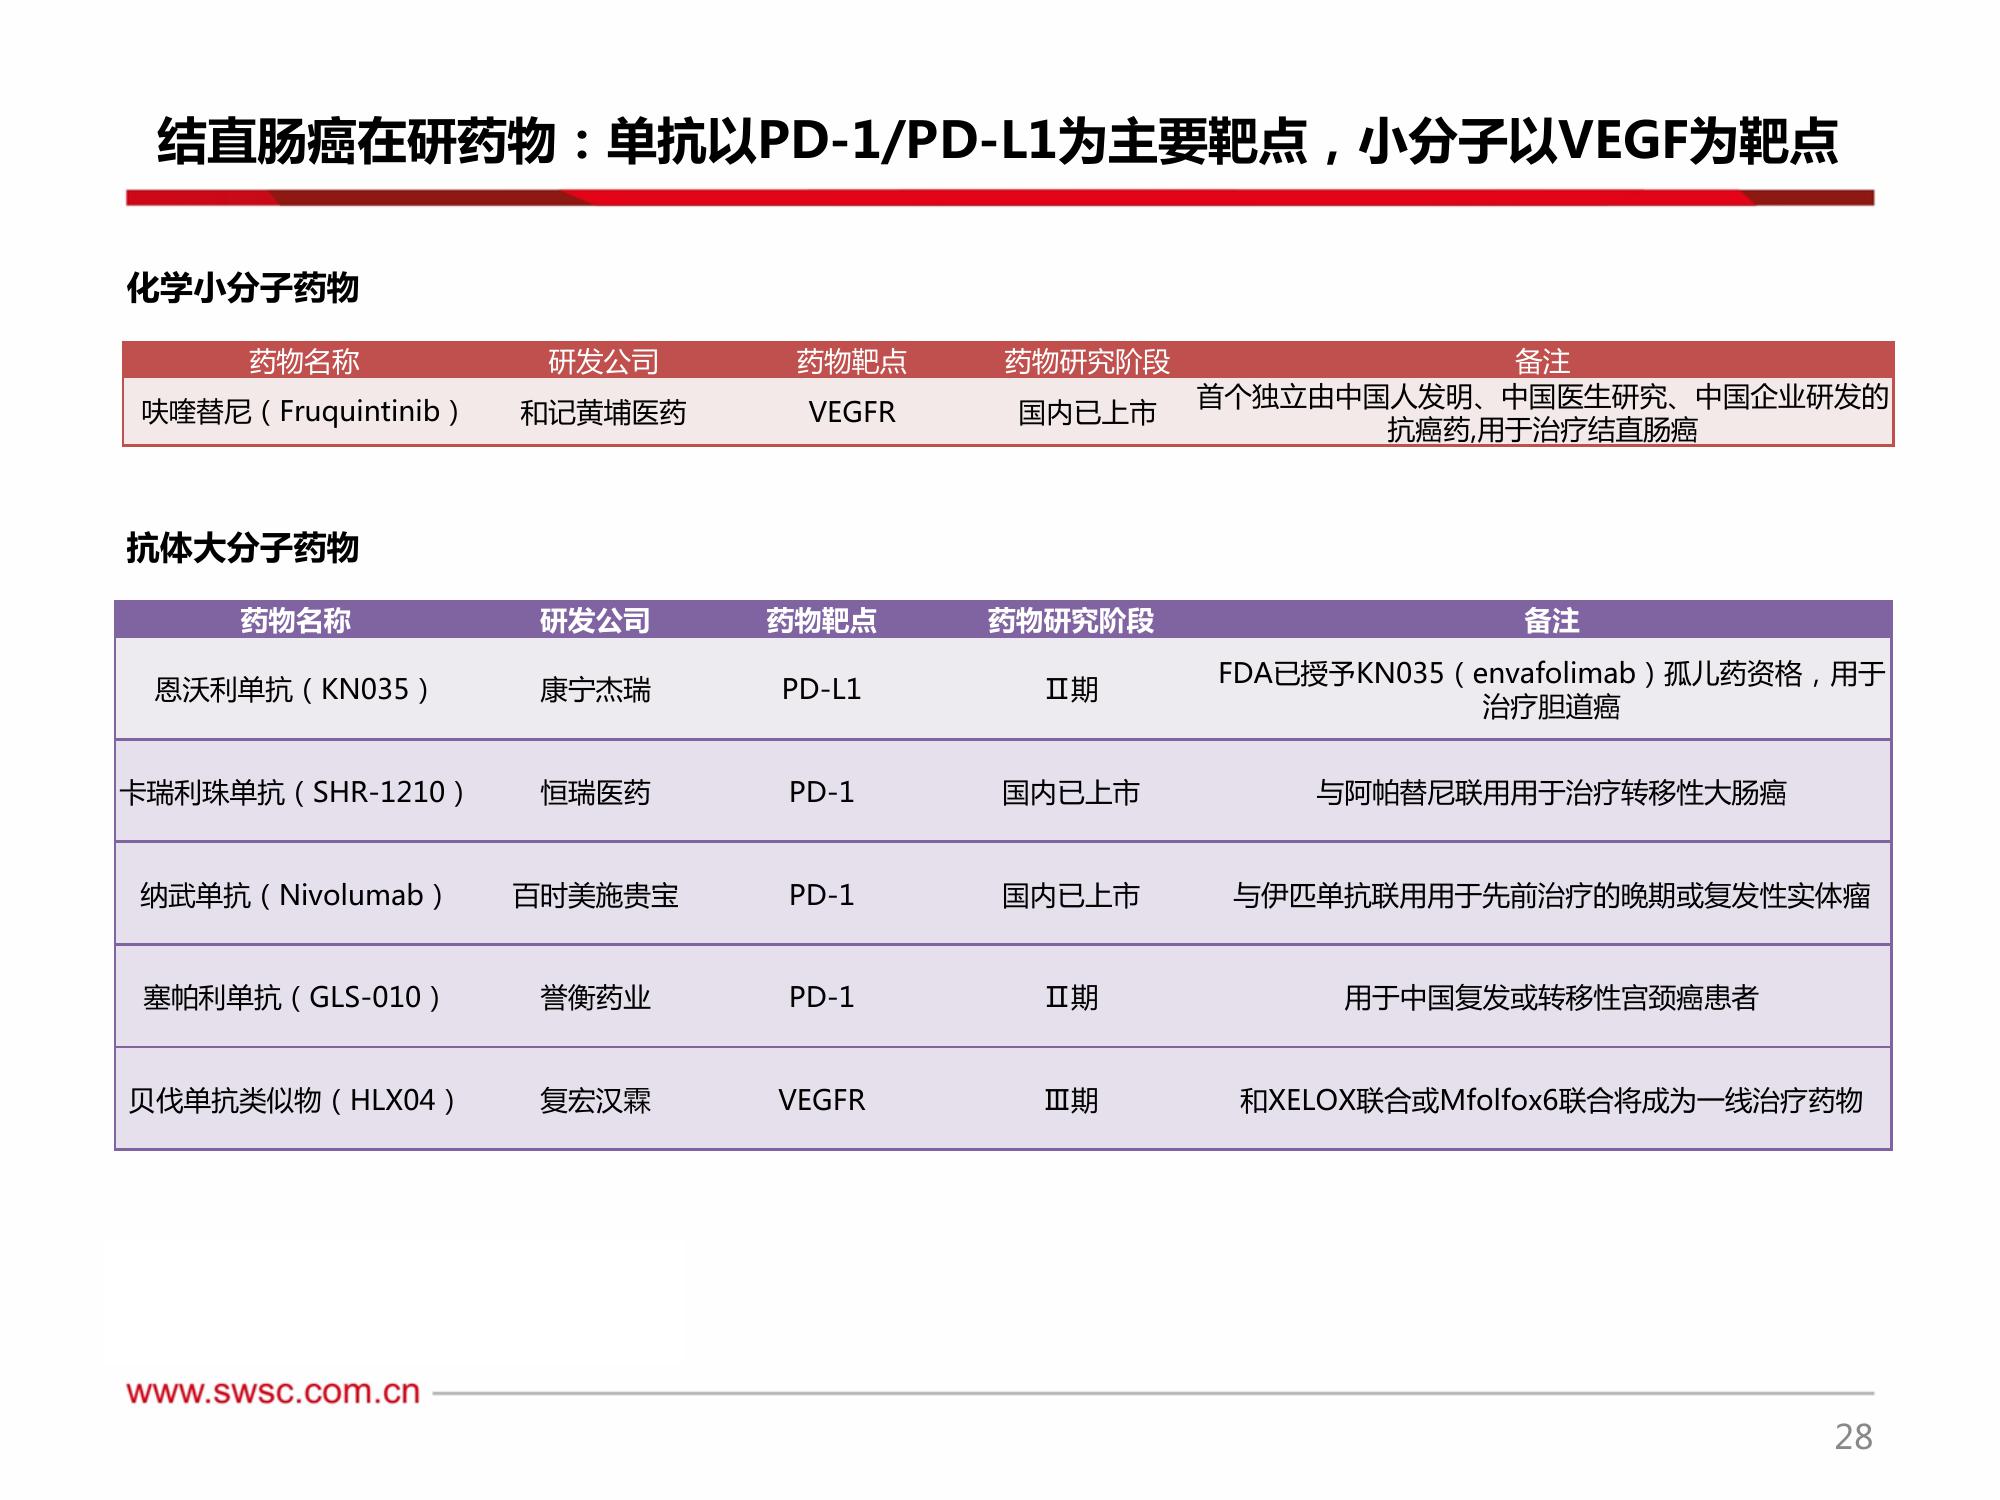 结直肠癌在研药物：单抗以PD-1/PD-L1为主要靶点，小分子以VEGF为靶点
化学小分子药物
药物名称 研发公司 药物靶点 药物研究阶段 备注
呋喹替尼（Fruquintinib） 和记黄埔医药 VEGFR 国内已上市 首个独立由中国人发明、中国医生研究、中国企业研发的
抗癌药,用于治疗结直肠癌
抗体大分子药物
药物名称 研发公司 药物靶点 药物研究阶段 备注
恩沃利单抗（KN035） 康宁杰瑞 PD-L1 Ⅱ期 FDA已授予KN035（envafolimab）孤儿药资格，用于
治疗胆道癌
卡瑞利珠单抗（SHR-1210） 恒瑞医药 PD-1 国内已上市 与阿帕替尼联用用于治疗转移性大肠癌
纳武单抗（Nivolumab） 百时美施贵宝 PD-1 国内已上市 与伊匹单抗联用用于先前治疗的晚期或复发性实体瘤
塞帕利单抗（GLS-010） 誉衡药业 PD-1 Ⅱ期 用于中国复发或转移性宫颈癌患者
贝伐单抗类似物（HLX04） 复宏汉霖 VEGFR Ⅲ期 和XELOX联合或Mfolfox6联合将成为一线治疗药物
www.swsc.com.cn
28